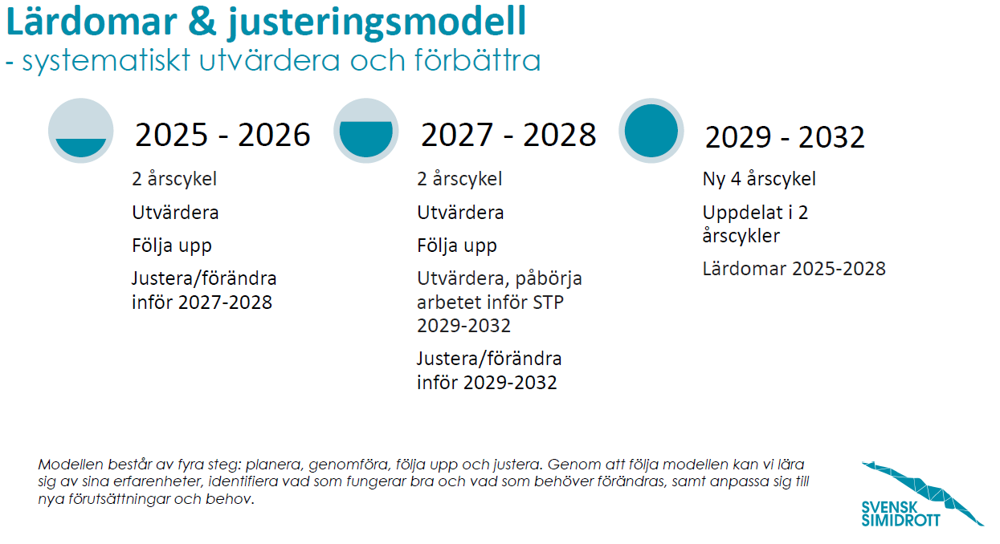 Lärdomar & justeringsmodell
- systematiskt utvärdera och förbättra
2025 - 2026
2 årscykel
Utvärdera
Följa upp
Justera/förändra
inför 2027-2028
2027 - 2028
2 årscykel
Utvärdera
Följa upp
Utvärdera, påbörja
arbetet inför STP
2029-2032
Justera/förändra
inför 2029-2032
2029 - 2032
Ny 4 årscykel
Uppdelat i 2
årscykler
Lärdomar 2025-2028
Modellen består av fyra steg: planera, genomföra, följa upp och justera. Genom att följa modellen kan vi lära
sig av sina erfarenheter, identifiera vad som fungerar bra och vad som behöver förändras, samt anpassa sig till
nya förutsättningar och behov.
SVENSK
SIMIDROTT